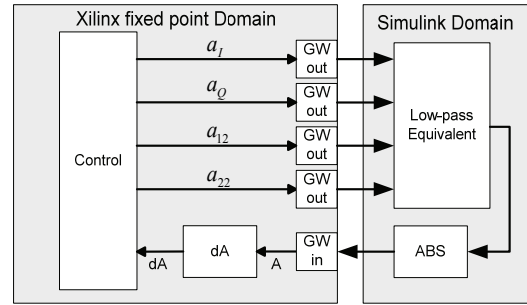 Xilinx fixed point Domain
Simulink Domain
Control
a_I
GW
out
a_Q
GW
out
a_12
GW
out
a_22
GW
out
Low-pass
Equivalent
dA
dA
A
GW
in
ABS